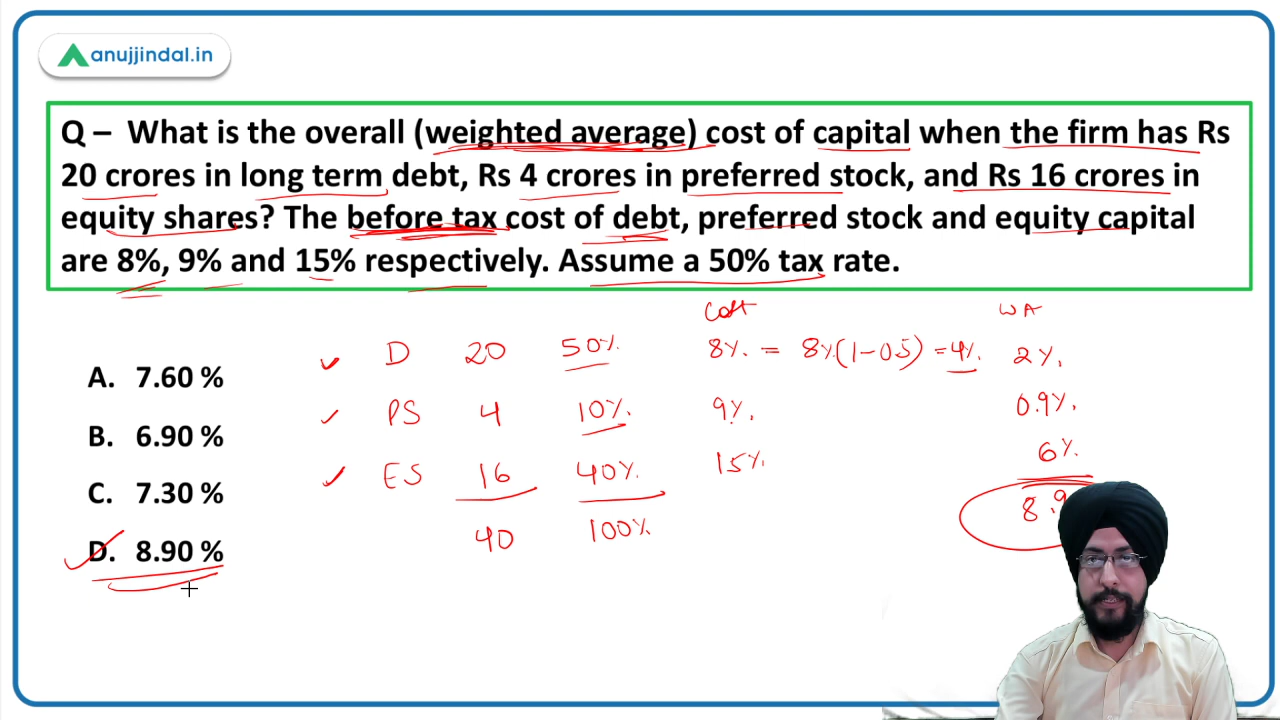 anujjindal.in
Q – What is the overall (weighted average) cost of capital when the firm has Rs
20 crores in long term debt, Rs 4 crores in preferred stock, and Rs 16 crores in
equity shares? The before tax cost of debt, preferred stock and equity capital
are 8%, 9% and 15% respectively. Assume a 50% tax rate.
Cost WA
A. 7.60 %
B. 6.90 %
C. 7.30 %
D. 8.90 %
D 20 50% 8% = 8%(1-0.5) = 4% 2%
PS 4 10% 9% 0.9%
ES 16 40% 15% 6%
40 100% 8.9